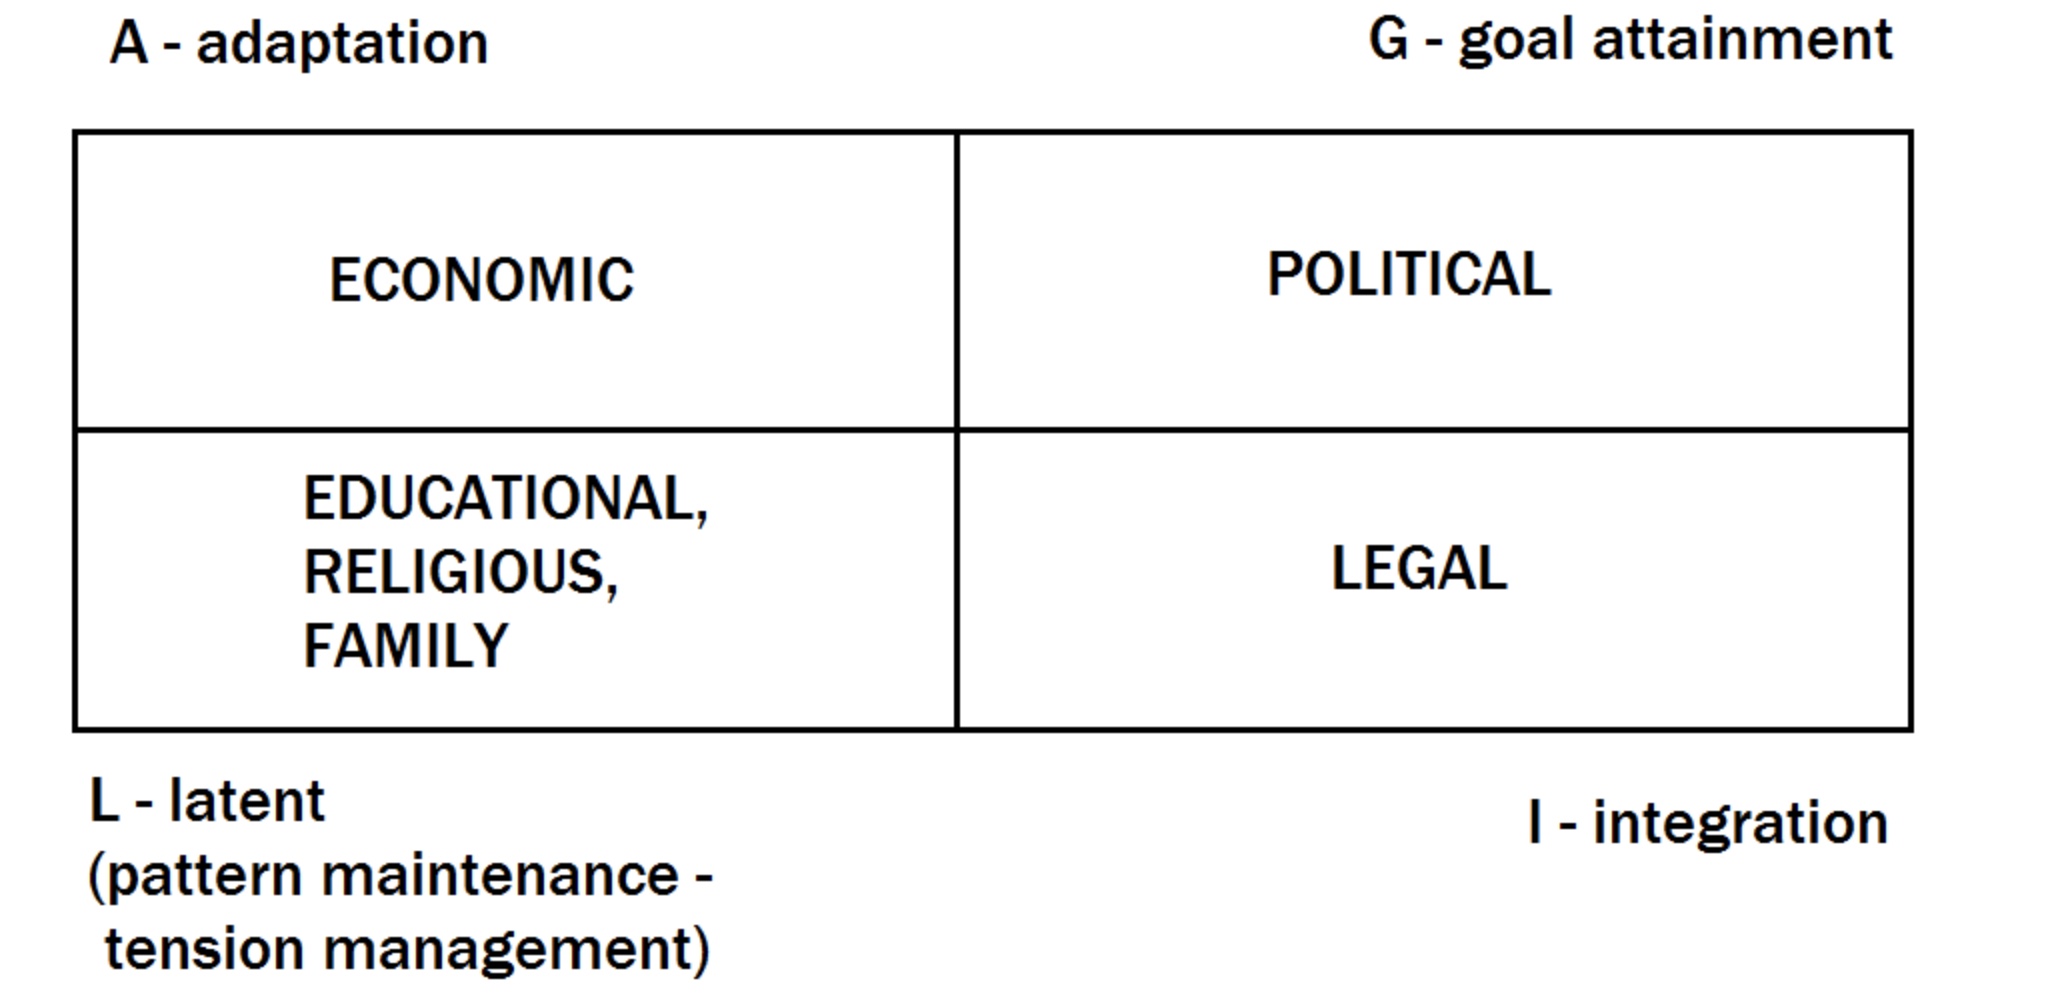 A - adaptation
G - goal attainment
ECONOMIC
POLITICAL
EDUCATIONAL,
RELIGIOUS,
FAMILY
LEGAL
L - latent
(pattern maintenance -
tension management)
I - integration